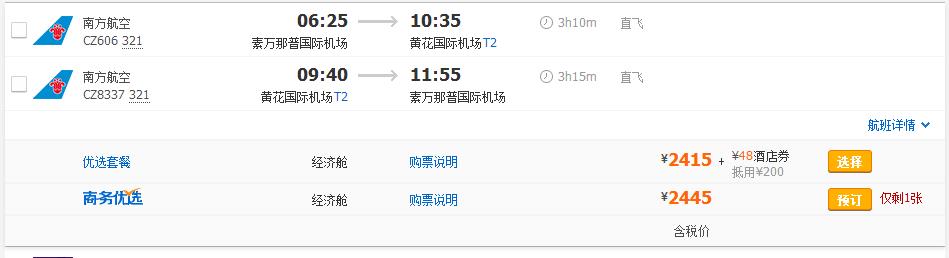 南方航空 06:25 10:35 3h10m 直飞
CZ606 321 素万那普国际机场 黄花国际机场T2
南方航空 09:40 11:55 3h15m 直飞
CZ8337 321 黄花国际机场T2 素万那普国际机场
航班详情
优选套餐 经济舱 购票说明 ¥2415 + ¥48酒店券 选择
抵用¥200
商务优选 经济舱 购票说明 ¥2445 预订 仅剩1张
含税价